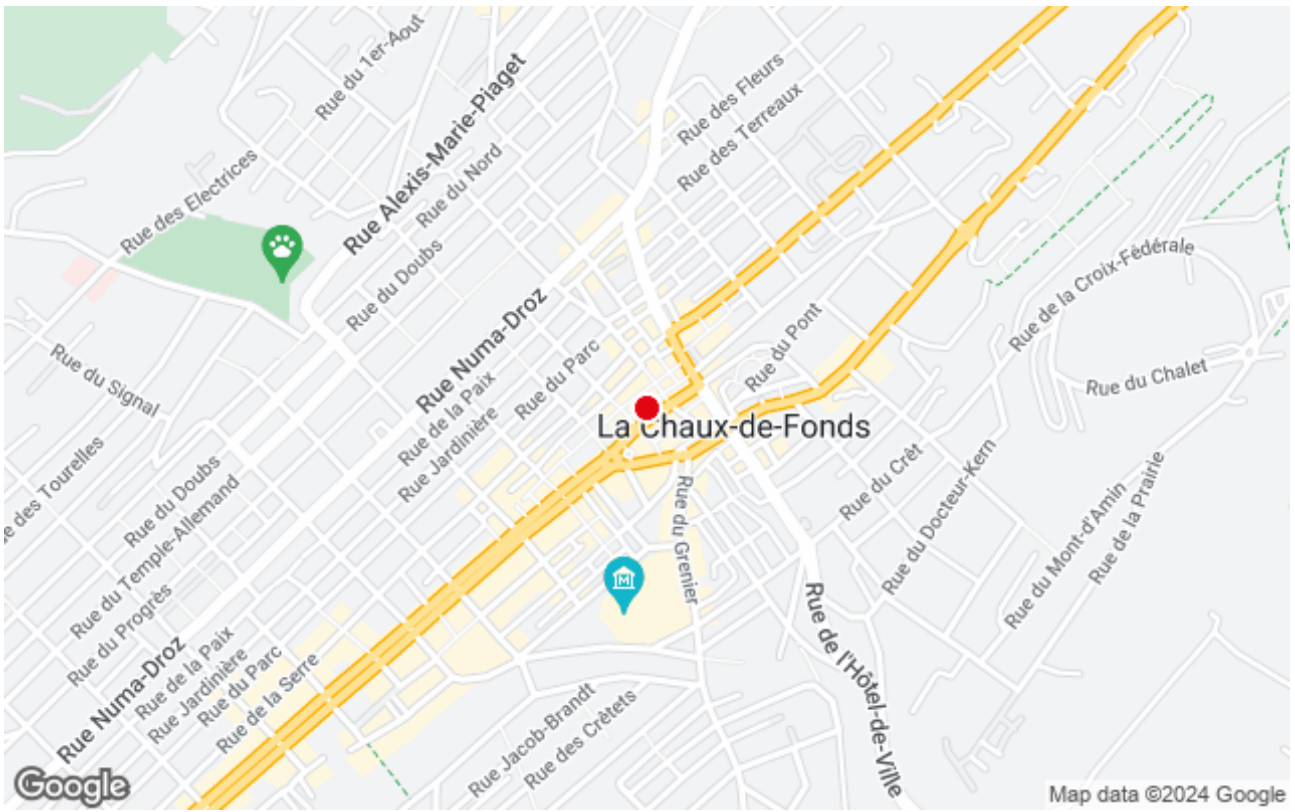 Rue du 1er-Aout
Rue Alexis-Marie-Piaget
Rue des Fleurs
Rue des Terreaux
Rue du Nord
Rue des Electrices
Rue du Doubs
Rue de la Croix-Fédérale
Rue Numa-Droz
Rue du Pont
Rue du Parc
Rue du Signal
Rue de la Paix
Rue Jardinière
Rue du Chalet
La Chaux-de-Fonds
ue des Tourelles
Rue du Doubs
Rue du Crêt
Rue du Docteur-Kern
Rue du Grenier
Rue du Temple-Allemand
Rue du Mont-d'Amin
Rue de la Prairie
Rue du Progrès
M
Rue Numa-Droz
Rue de la Paix
Rue Jardinière
Rue du Parc
Rue de la Serre
Rue de l'Hôtel-de-Ville
Rue Jacob-Brandt
Rue des Crêtets
Google
Map data ©2024 Google